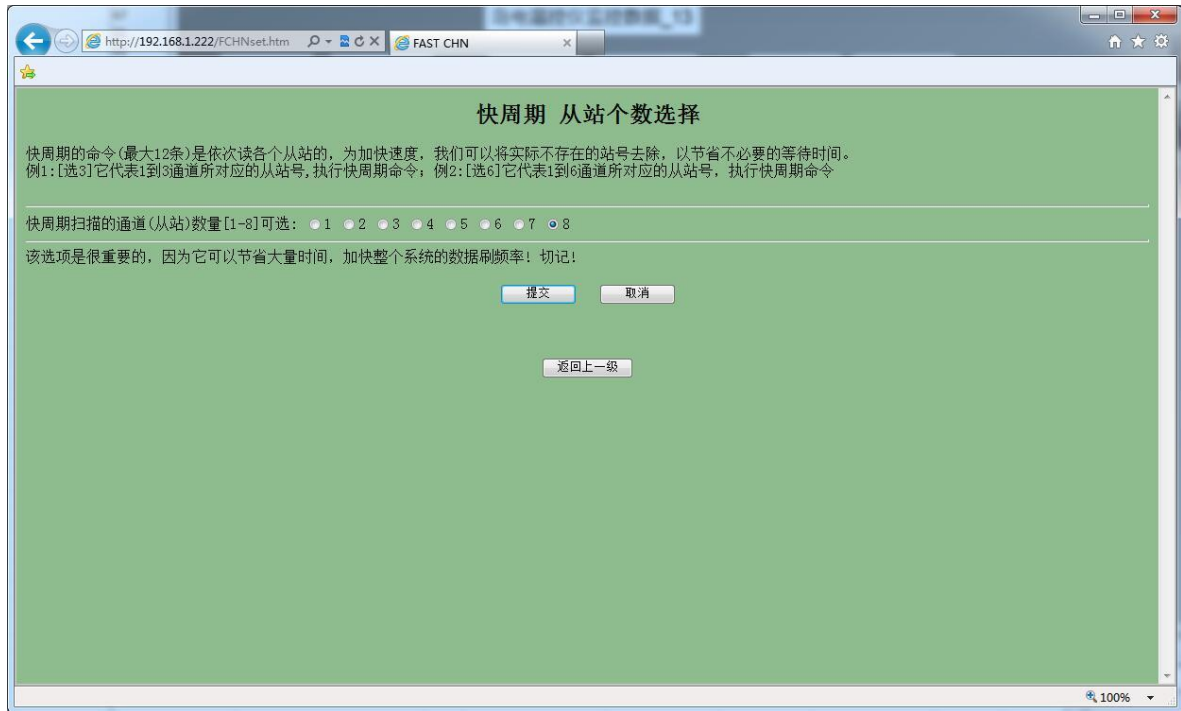 http://192.168.1.222/FCHNset.htm
FAST CHN
快周期 从站个数选择
快周期的命令(最大12条)是依次读各个从站的，为加快速度，我们可以将实际不存在的站号去除，以节省不必要的等待时间。
例1:[选3]它代表1到3通道所对应的从站号,执行快周期命令；例2:[选6]它代表1到6通道所对应的从站号，执行快周期命令
快周期扫描的通道(从站)数量[1-8]可选： 1 2 3 4 5 6 7 8
该选项是很重要的，因为它可以节省大量时间，加快整个系统的数据刷频率！切记！
提交 取消
返回上一级
100%